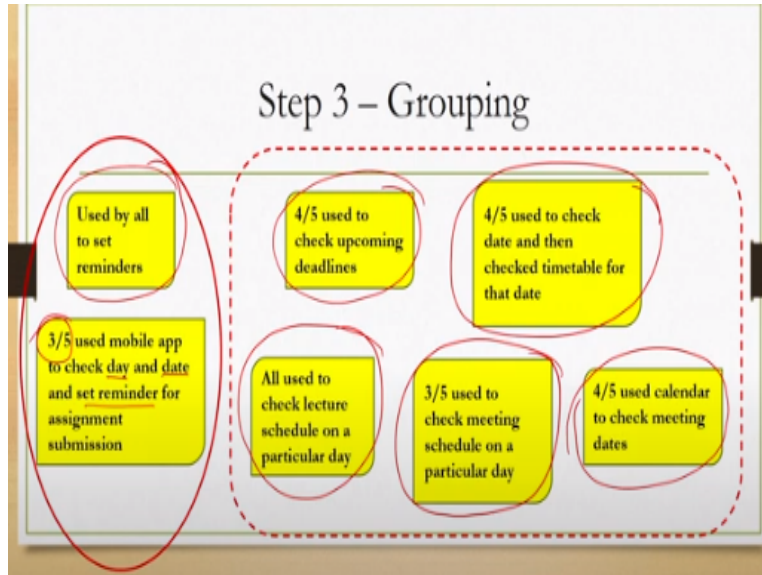 Step 3 – Grouping
Used by all
to set
reminders
3/5 used mobile app
to check day and date
and set reminder for
assignment
submission
4/5 used to
check upcoming
deadlines
4/5 used to check
date and then
checked timetable for
that date
All used to
check lecture
schedule on a
particular day
3/5 used to
check meeting
schedule on a
particular day
4/5 used calendar
to check meeting
dates